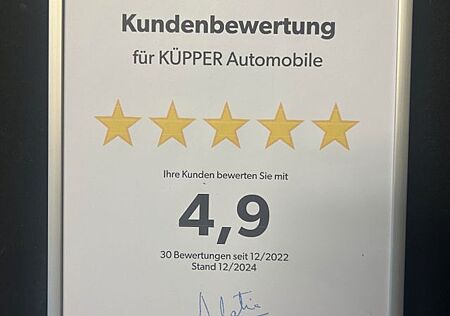 Kundenbewertung
für KÜPPER Automobile
Ihre Kunden bewerten Sie mit
4,9
30 Bewertungen seit 12/2022
Stand 12/2024